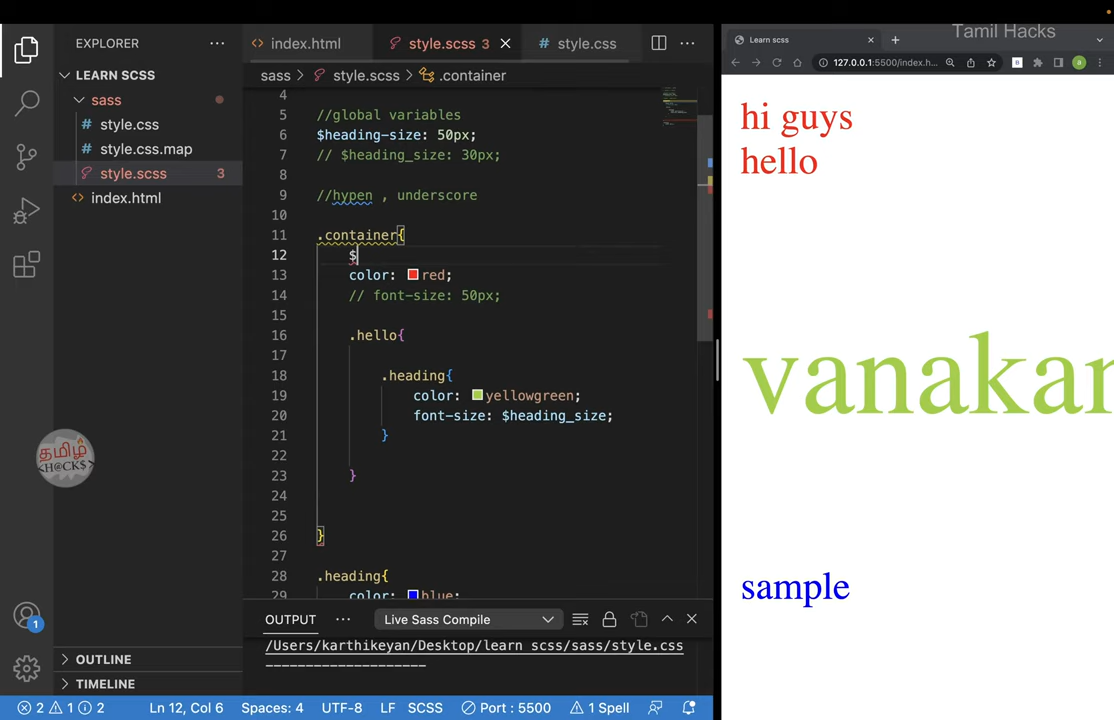 Tamil Hacks
EXPLORER
LEARN SCSS
sass
style.css
style.css.map
style.scss 3
index.html
OUTLINE
TIMELINE
index.html
style.scss 3
style.css
sass > style.scss > .container
4
5 //global variables
6 $heading-size: 50px;
7 // $heading_size: 30px;
8
9 //hypen , underscore
10
11 .container{
12 $
13 color: red;
14 // font-size: 50px;
15
16 .hello{
17
18 .heading{
19 color: yellowgreen;
20 font-size: $heading_size;
21 }
22
23 }
24
25
26 }
27
28 .heading{
29 color: blue;
தமிழ்
<H@CK$
OUTPUT
Live Sass Compile
/Users/karthikeyan/Desktop/learn scss/sass/style.css
--------------------
1
2 1 2 Ln 12, Col 6 Spaces: 4 UTF-8 LF SCSS Port : 5500 1 Spell
Learn scss
127.0.0.1:5500/index.h...
B
a
hi guys
hello
vanakar
sample